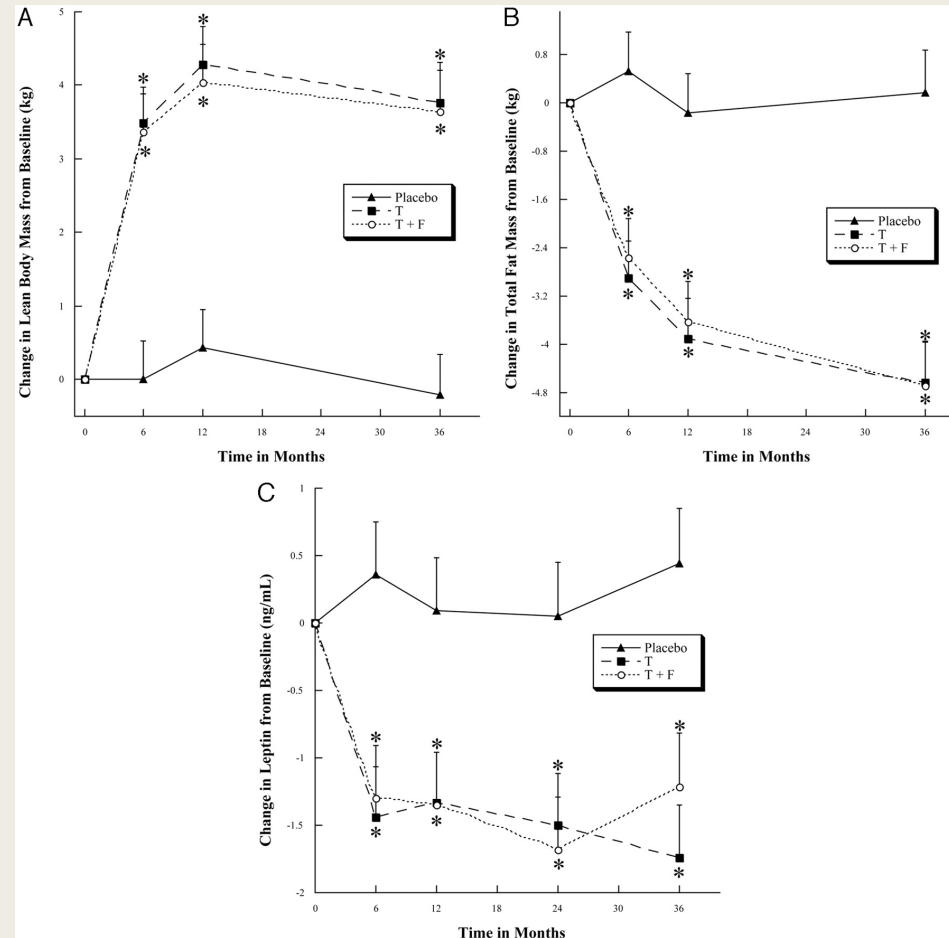 A
Change in Lean Body Mass from Baseline (kg)
5
4
3
2
1
0
* * *
* * *
Placebo
T
T + F
0 6 12 18 24 30 36
Time in Months
B
Change in Total Fat Mass from Baseline (kg)
0.8
0
-0.8
-1.6
-2.4
-3.2
-4
-4.8
* * *
* * *
Placebo
T
T + F
0 6 12 18 24 30 36
Time in Months
C
Change in Leptin from Baseline (ng/mL)
1
0.5
0
-0.5
-1
-1.5
-2
* * * *
* * * *
Placebo
T
T + F
0 6 12 18 24 30 36
Time in Months